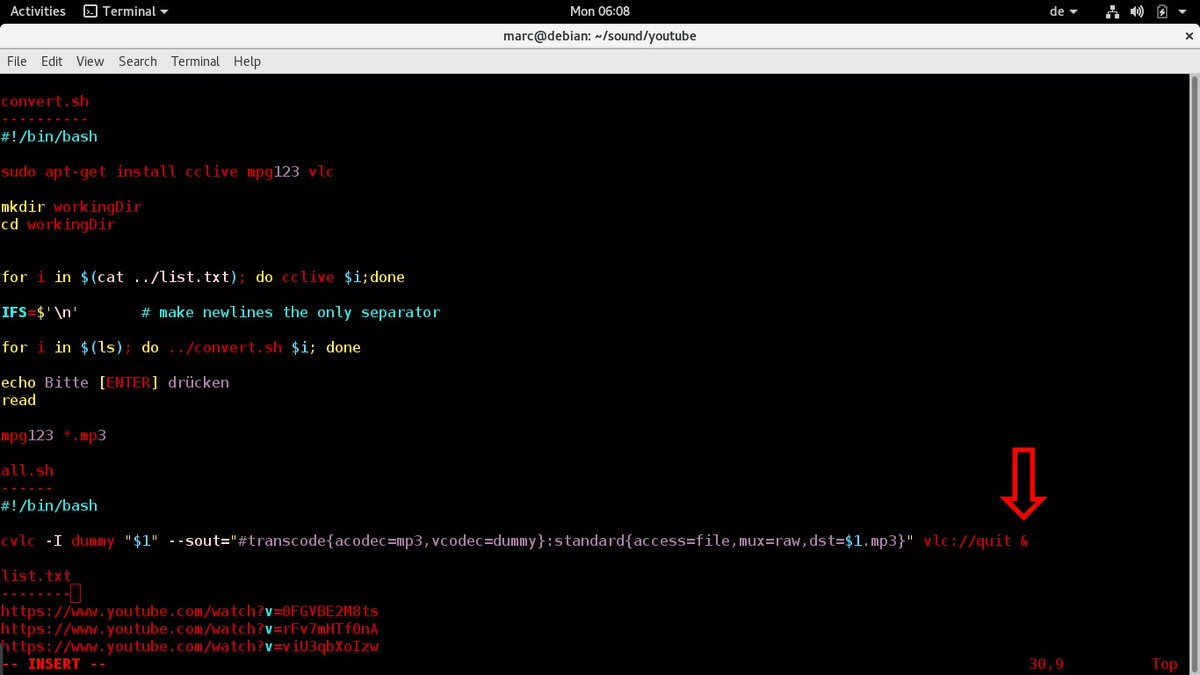 Activities Terminal Mon 06:08 de
marc@debian: ~/sound/youtube ×
File Edit View Search Terminal Help
convert.sh
----------
#!/bin/bash
sudo apt-get install cclive mpg123 vlc
mkdir workingDir
cd workingDir
for i in $(cat ../list.txt); do cclive $i;done
IFS=$'\n' # make newlines the only separator
for i in $(ls); do ../convert.sh $i; done
echo Bitte [ENTER] drücken
read
mpg123 *.mp3
all.sh
------
#!/bin/bash
cvlc -I dummy "$1" --sout="#transcode{acodec=mp3,vcodec=dummy}:standard{access=file,mux=raw,dst=$1.mp3}" vlc://quit &
list.txt
--------
https://www.youtube.com/watch?v=0FGVBE2M8ts
https://www.youtube.com/watch?v=rFv7mHTf0nA
https://www.youtube.com/watch?v=viU3qbXoIzw
-- INSERT -- 30,9 Top